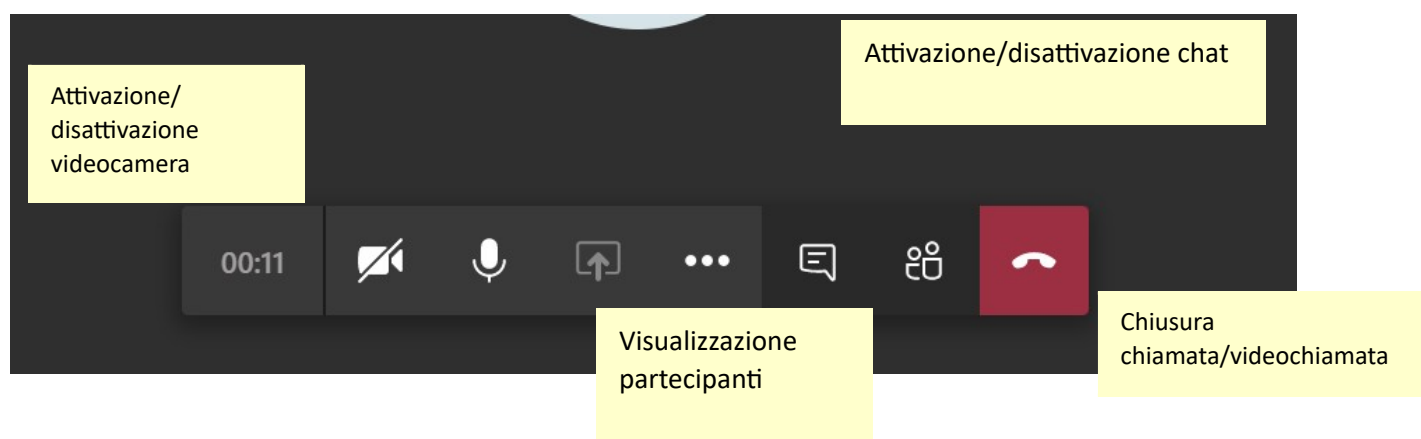 Attivazione/disattivazione chat
Attivazione/
disattivazione
videocamera
00:11
Visualizzazione
partecipanti
Chiusura
chiamata/videochiamata